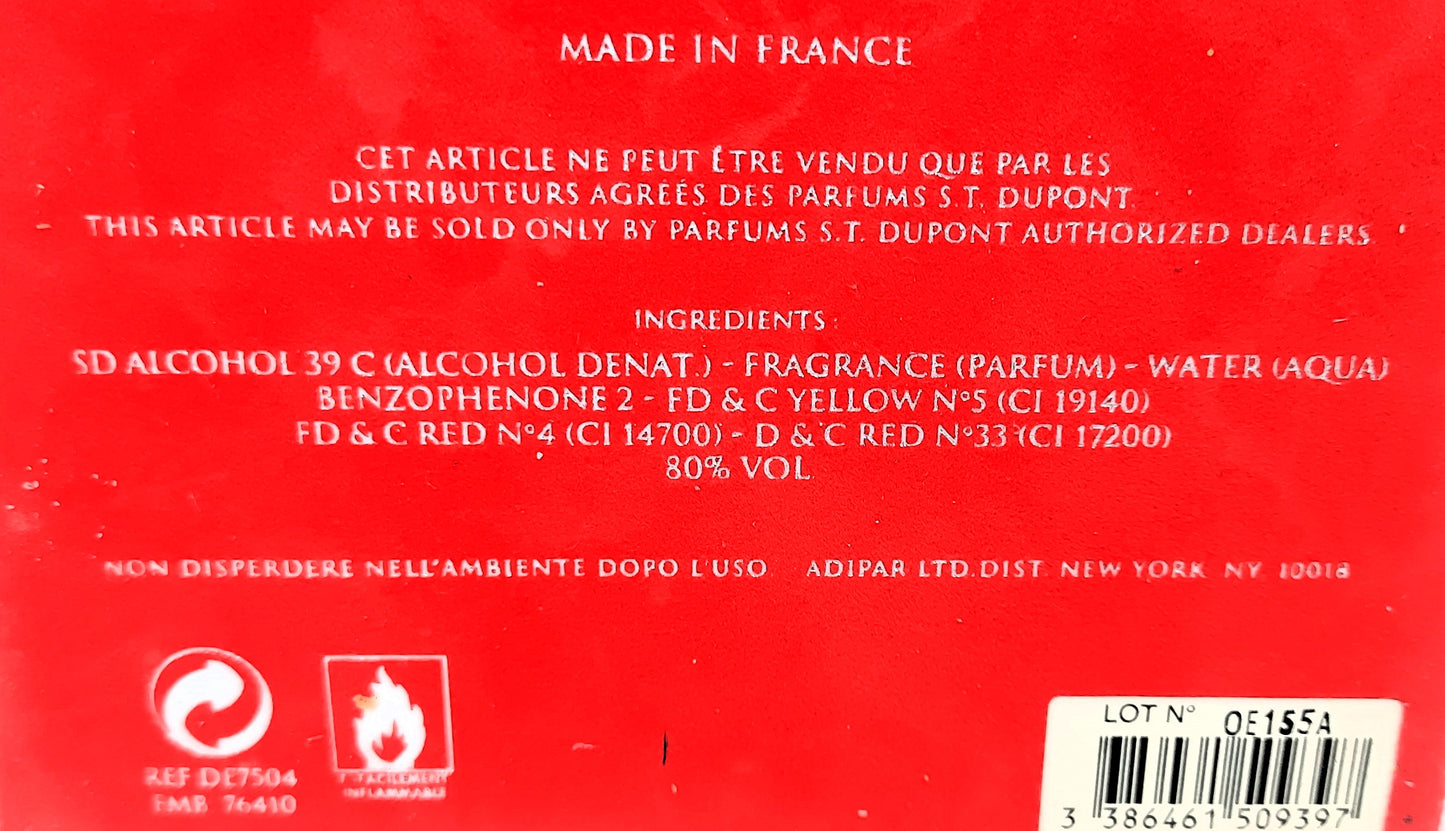 MADE IN FRANCE
CET ARTICLE NE PEUT ÊTRE VENDU QUE PAR LES
DISTRIBUTEURS AGREÉS DES PARFUMS S.T. DUPONT.
THIS ARTICLE MAY BE SOLD ONLY BY PARFUMS S.T. DUPONT AUTHORIZED DEALERS
INGREDIENTS :
SD ALCOHOL 39 C (ALCOHOL DENAT.) - FRAGRANCE (PARFUM) - WATER (AQUA)
BENZOPHENONE 2 - FD & C YELLOW N°5 (CI 19140)
FD & C RED N°4 (CI 14700) - D & C RED N°33 (CI 17200)
80% VOL.
NON DISPERDERE NELL'AMBIENTE DOPO L'USO ADIPAR LTD. DIST. NEW YORK NY 10018
REF DE7504
EMB 76410
FACILEMENT
INFLAMMABLE
LOT N° OE155A
3 386461 509397